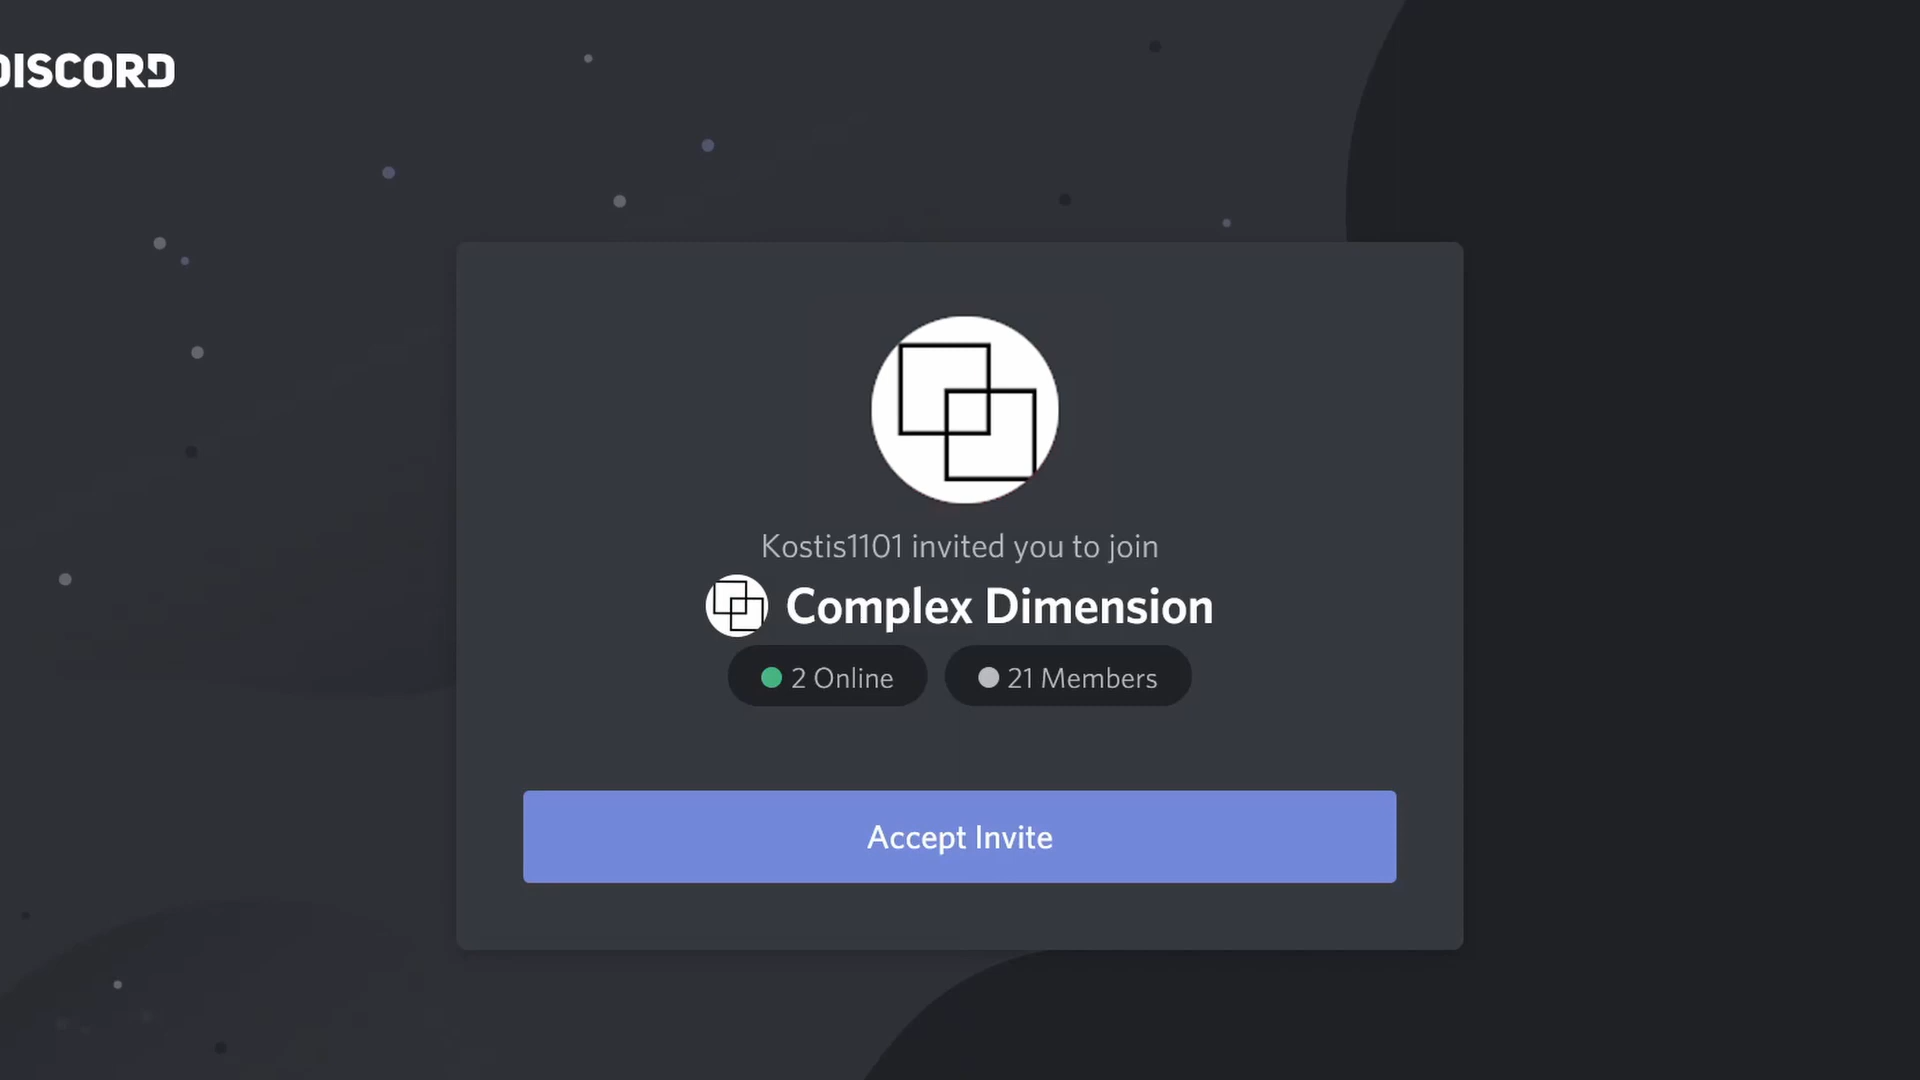 DISCORD
Kostis1101 invited you to join
Complex Dimension
2 Online
21 Members
Accept Invite